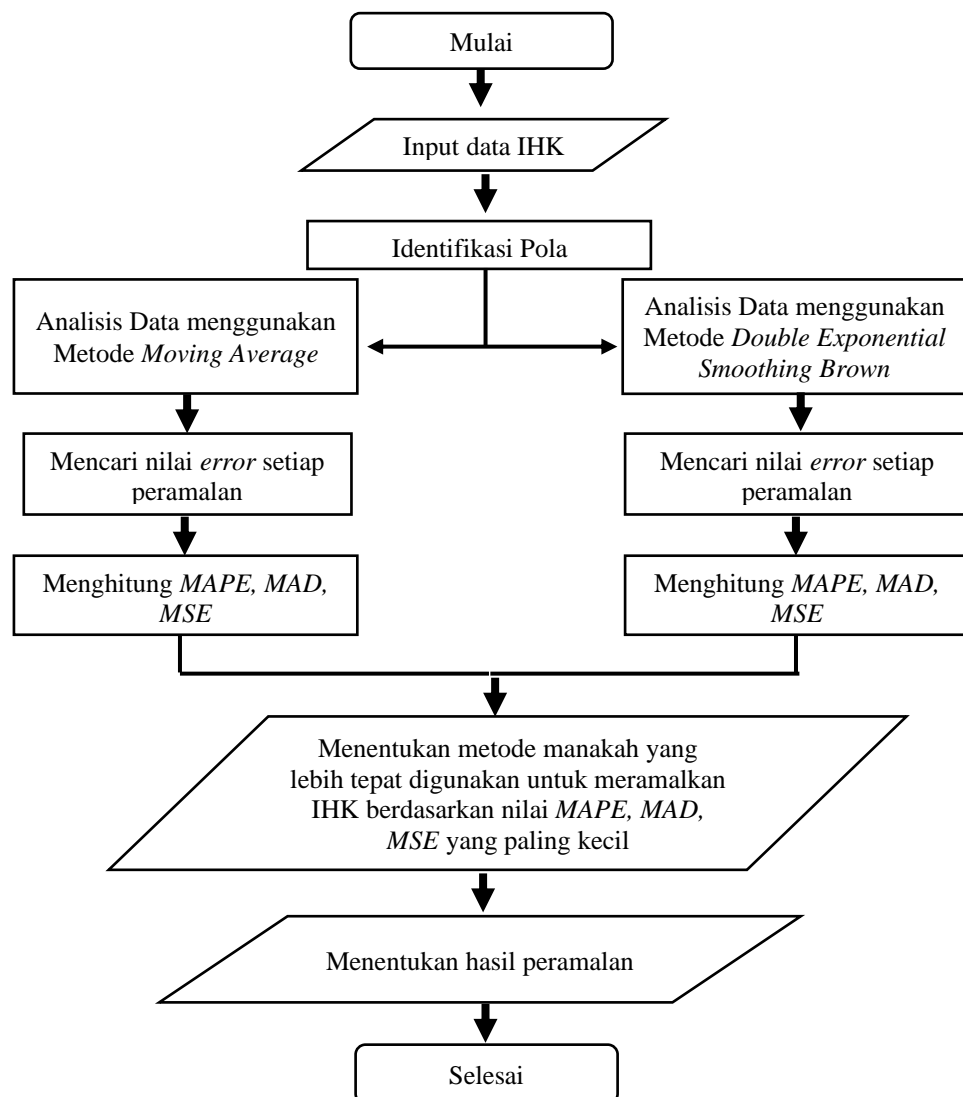 Mulai
Input data IHK
Identifikasi Pola
Analisis Data menggunakan
Metode Moving Average
Analisis Data menggunakan
Metode Double Exponential
Smoothing Brown
Mencari nilai error setiap
peramalan
Mencari nilai error setiap
peramalan
Menghitung MAPE, MAD,
MSE
Menghitung MAPE, MAD,
MSE
Menentukan metode manakah yang
lebih tepat digunakan untuk meramalkan
IHK berdasarkan nilai MAPE, MAD,
MSE yang paling kecil
Menentukan hasil peramalan
Selesai